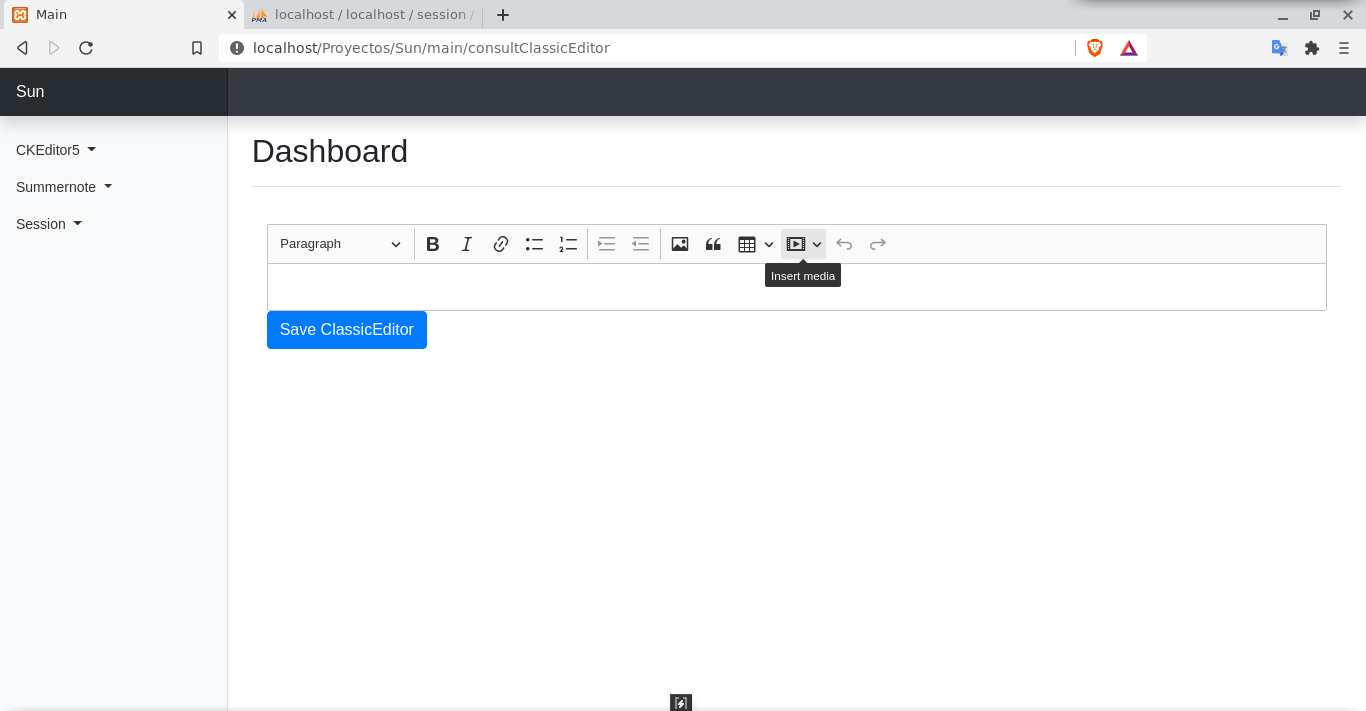 Main
PMA
localhost / localhost / session /
localhost/Proyectos/Sun/main/consultClassicEditor
Sun
CKEditor5
Summernote
Session
Dashboard
Paragraph
B I
Insert media
Save ClassicEditor